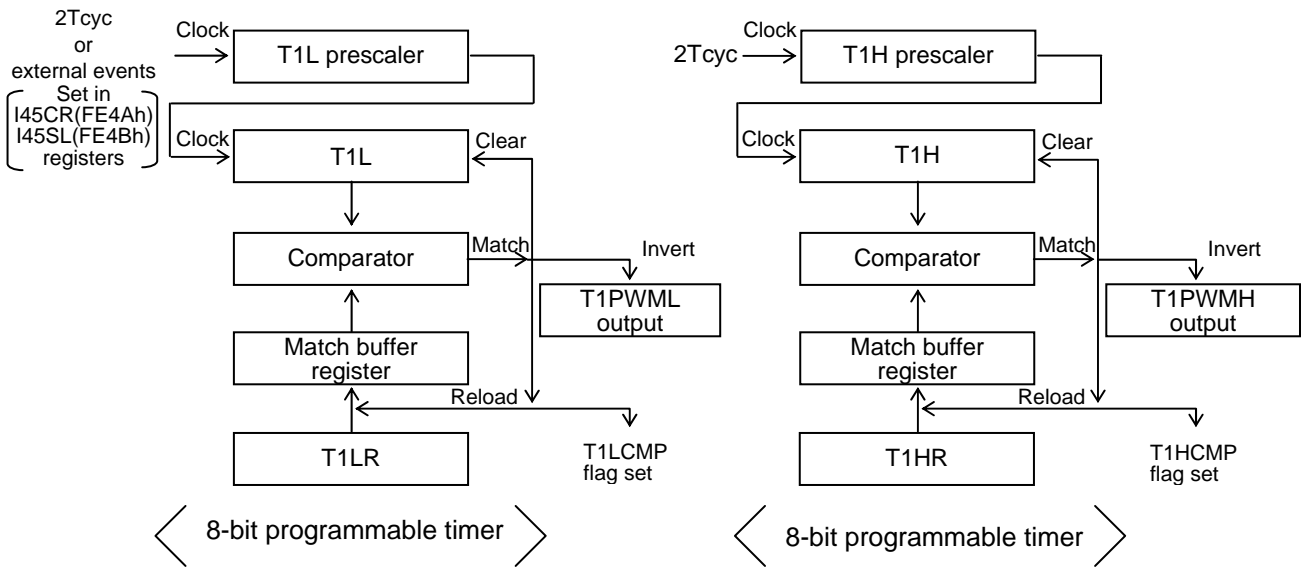 2Tcyc
or
external events
Set in
I45CR(FE4Ah)
I45SL(FE4Bh)
registers
Clock
T1L prescaler
Clock
T1L
Clear
Comparator
Match
Invert
T1PWML
output
Match buffer
register
Reload
T1LR
T1LCMP
flag set
8-bit programmable timer
2Tcyc
Clock
T1H prescaler
Clock
T1H
Clear
Comparator
Match
Invert
T1PWMH
output
Match buffer
register
Reload
T1HR
T1HCMP
flag set
8-bit programmable timer